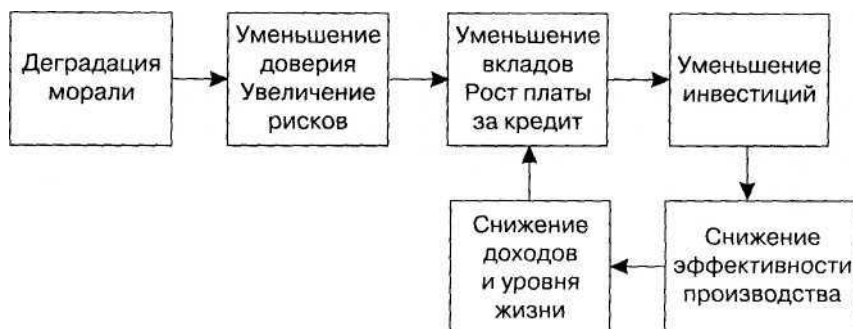 Деградация
морали
Уменьшение
доверия
Увеличение
рисков
Уменьшение
вкладов
Рост платы
за кредит
Уменьшение
инвестиций
Снижение
эффективности
производства
Снижение
доходов
и уровня
жизни